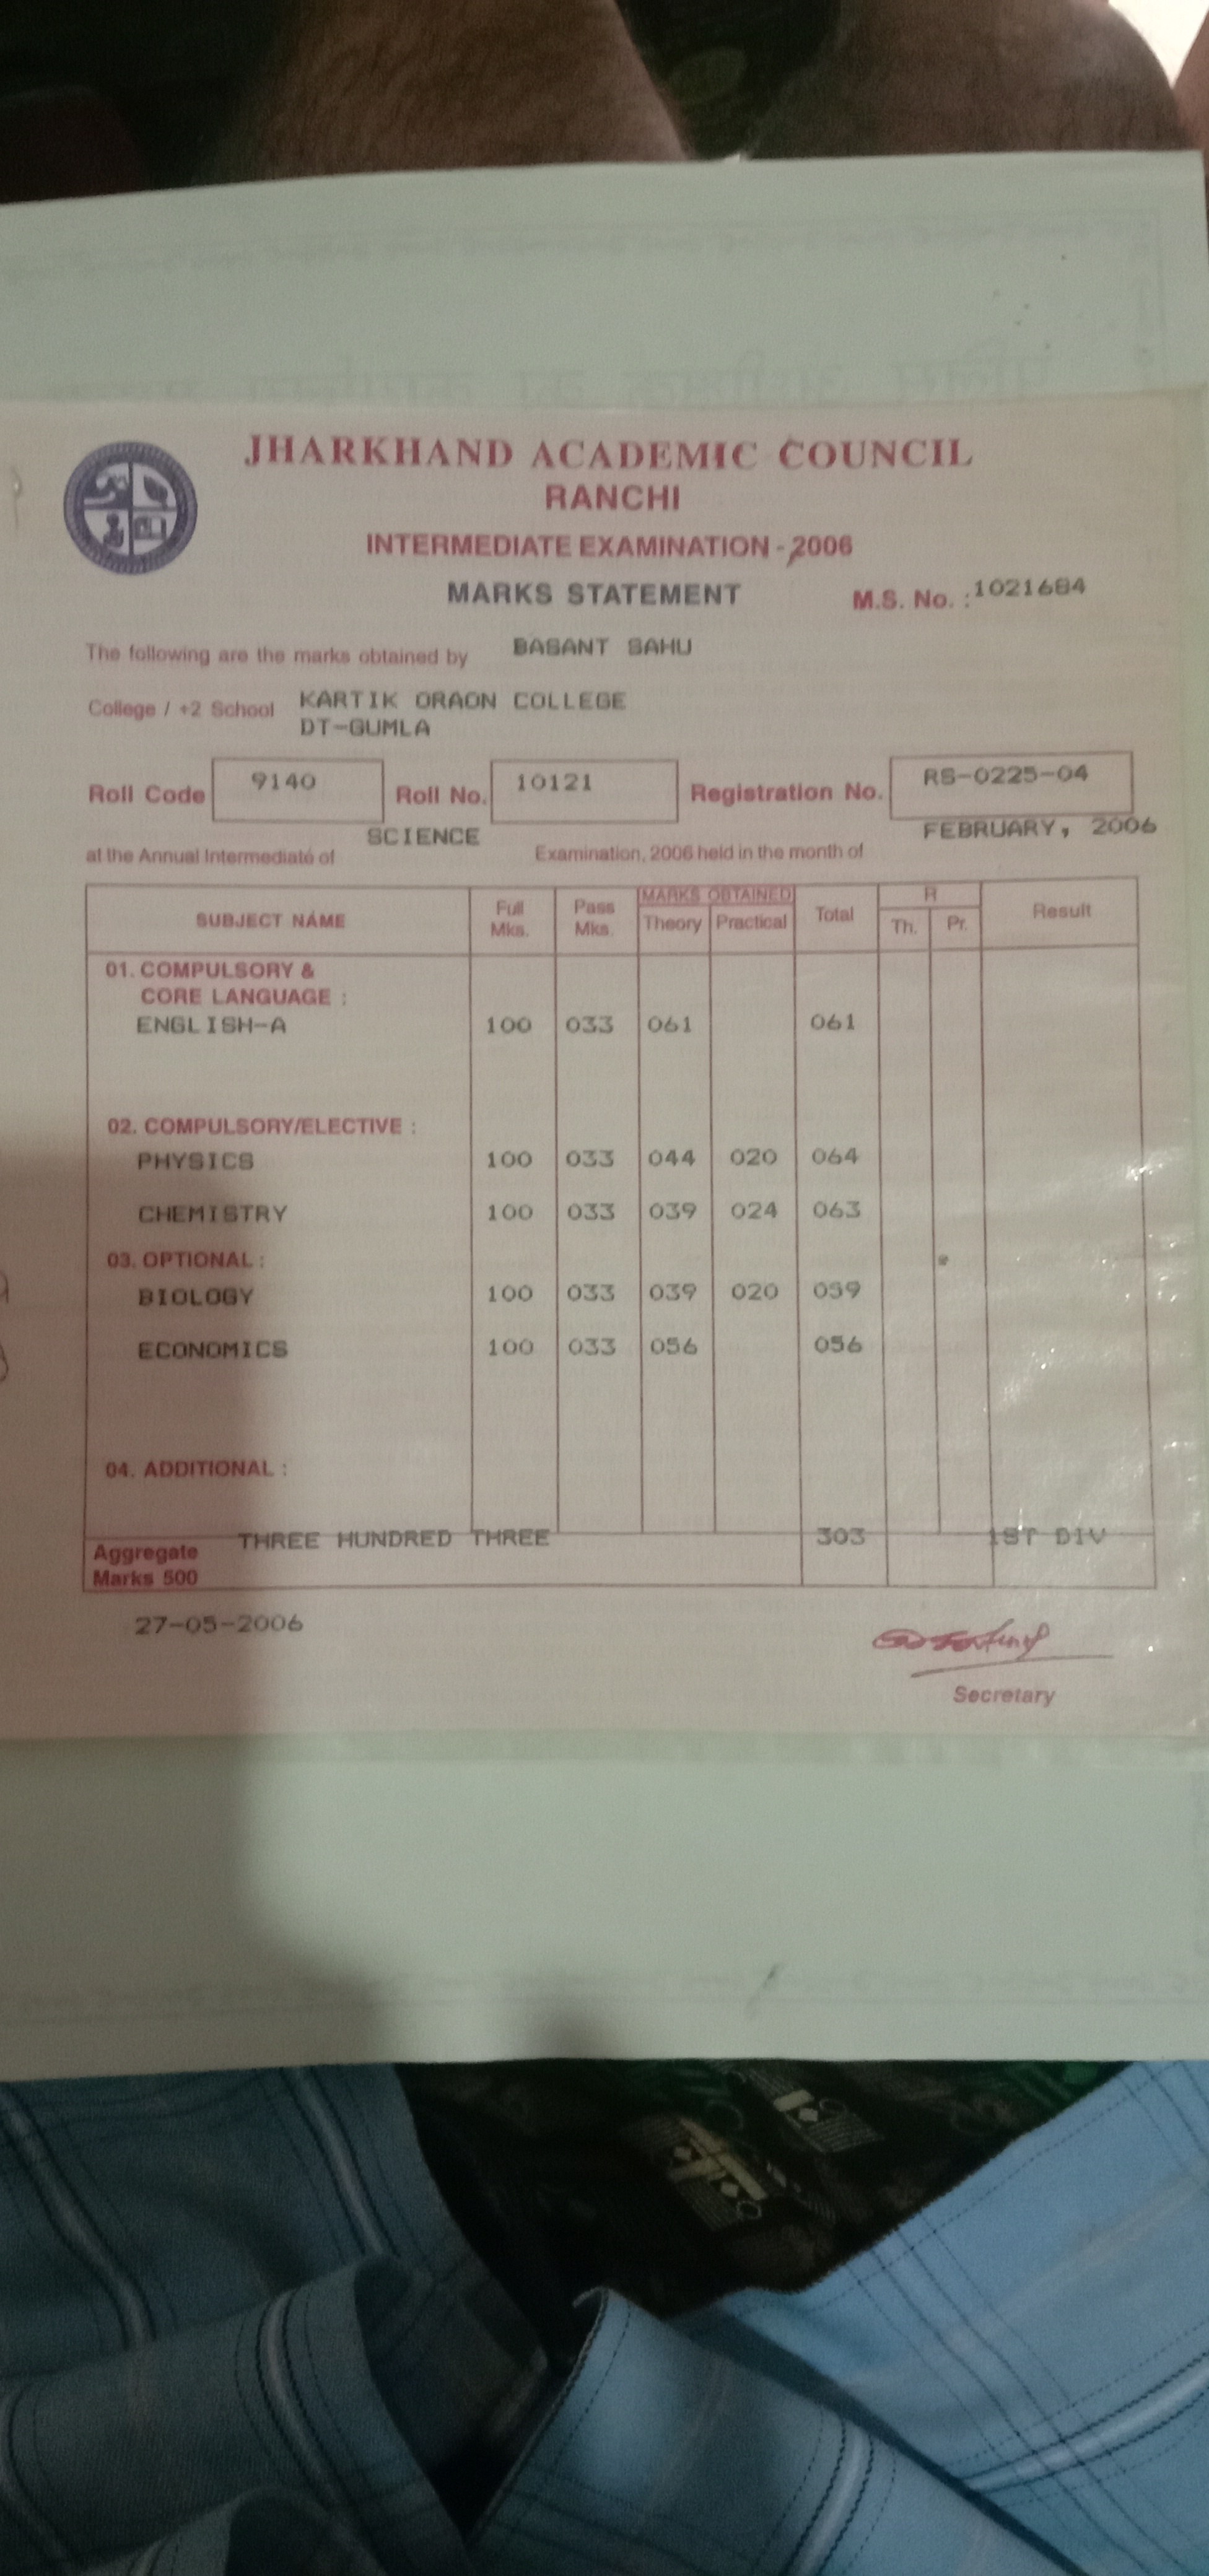 JHARKHAND ACADEMIC COUNCIL
RANCHI
INTERMEDIATE EXAMINATION - 2006
MARKS STATEMENT
M.S. No. : 1021684
The following are the marks obtained by BASANT SAHU
College / +2 School KARTIK ORAON COLLEGE
DT-GUMLA
Roll Code 9140 Roll No. 10121 Registration No. RS-0225-04
at the Annual Intermediate of SCIENCE Examination, 2006 held in the month of FEBRUARY, 2006
SUBJECT NAME Full Mks. Pass Mks. MARKS OBTAINED Theory Practical Total R Th. Pr. Result
01. COMPULSORY &
CORE LANGUAGE :
ENGLISH-A 100 033 061 061
02. COMPULSORY/ELECTIVE :
PHYSICS 100 033 044 020 064
CHEMISTRY 100 033 039 024 063
03. OPTIONAL :
BIOLOGY 100 033 039 020 059
ECONOMICS 100 033 056 056
04. ADDITIONAL :
Aggregate THREE HUNDRED THREE 303 1ST DIV
Marks 500
27-05-2006
Secretary